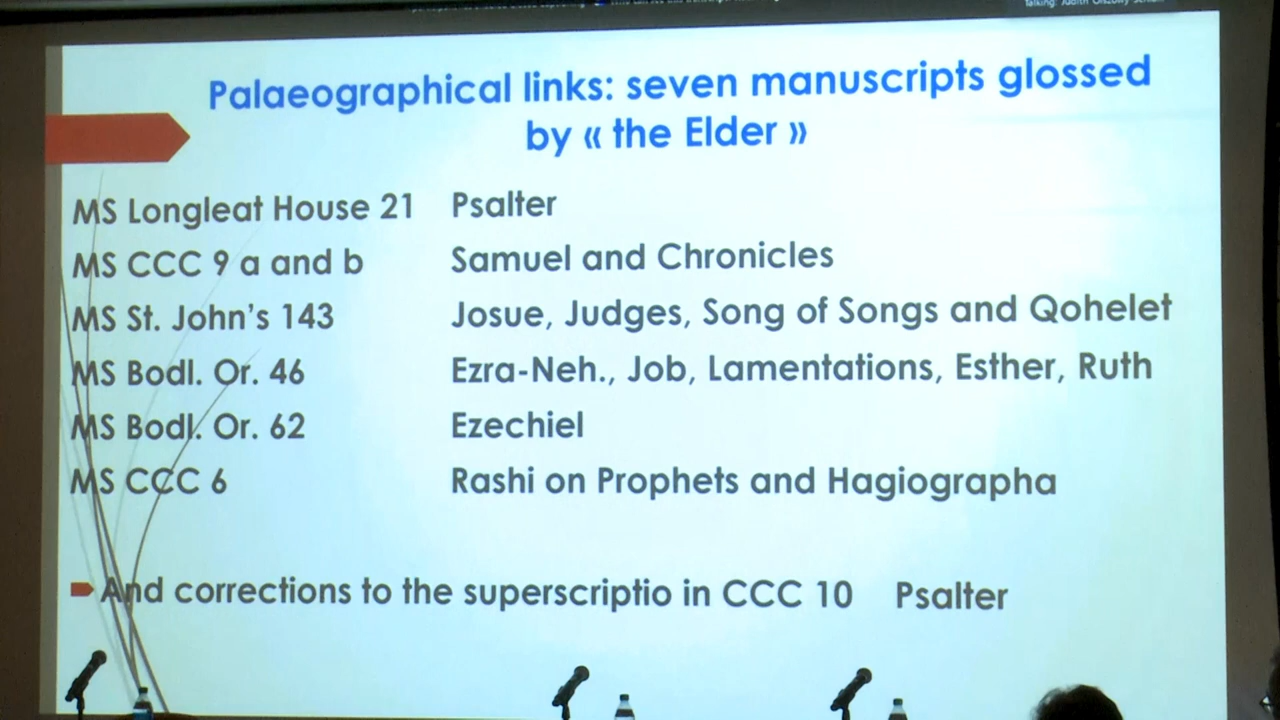 Palaeographical links: seven manuscripts glossed
by « the Elder »
MS Longleat House 21 Psalter
MS CCC 9 a and b Samuel and Chronicles
MS St. John's 143 Josue, Judges, Song of Songs and Qohelet
MS Bodl. Or. 46 Ezra-Neh., Job, Lamentations, Esther, Ruth
MS Bodl. Or. 62 Ezechiel
MS CCC 6 Rashi on Prophets and Hagiographa
And corrections to the superscriptio in CCC 10 Psalter